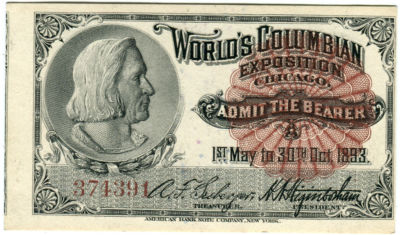 WORLD'S COLUMBIAN
EXPOSITION
CHICAGO.
ADMIT THE BEARER
A
1ST May to 30TH Oct. 1893.
374391
TREASURER.
PRESIDENT.
AMERICAN BANK NOTE COMPANY, NEW YORK.